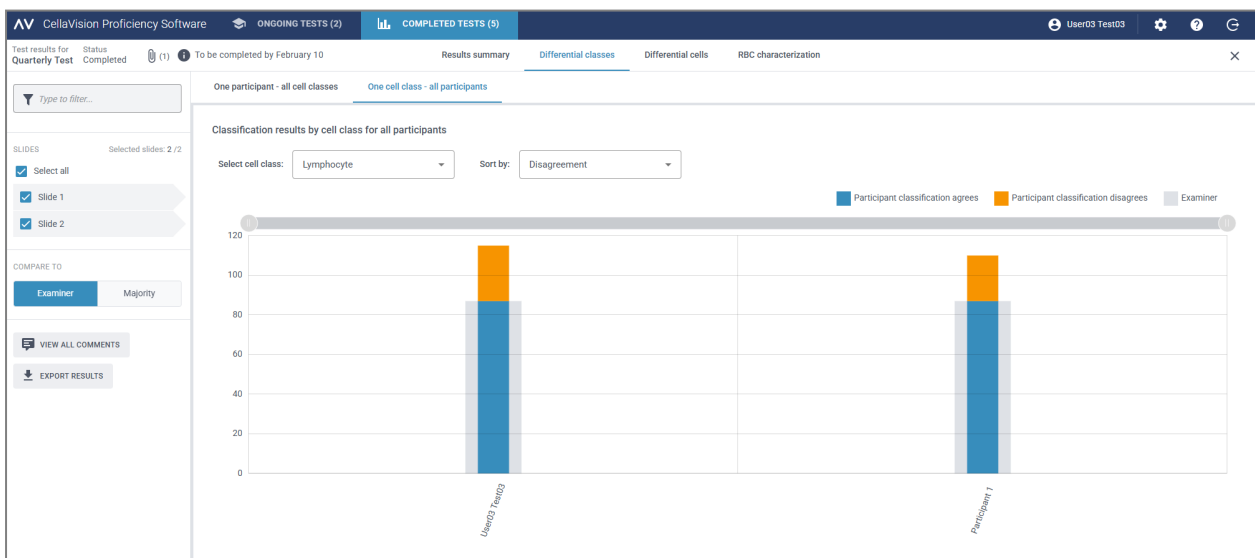 CellaVision Proficiency Software
ONGOING TESTS (2)
COMPLETED TESTS (5)
User03 Test03
Test results for
Quarterly Test
Status
Completed
(1)
To be completed by February 10
Results summary
Differential classes
Differential cells
RBC characterization
Type to filter...
One participant - all cell classes
One cell class - all participants
SLIDES
Selected slides: 2 /2
Select all
Slide 1
Slide 2
COMPARE TO
Examiner
Majority
VIEW ALL COMMENTS
EXPORT RESULTS
Classification results by cell class for all participants
Select cell class:
Lymphocyte
Sort by:
Disagreement
Participant classification agrees
Participant classification disagrees
Examiner
120
100
80
60
40
20
0
User03 Test03
Participant 1